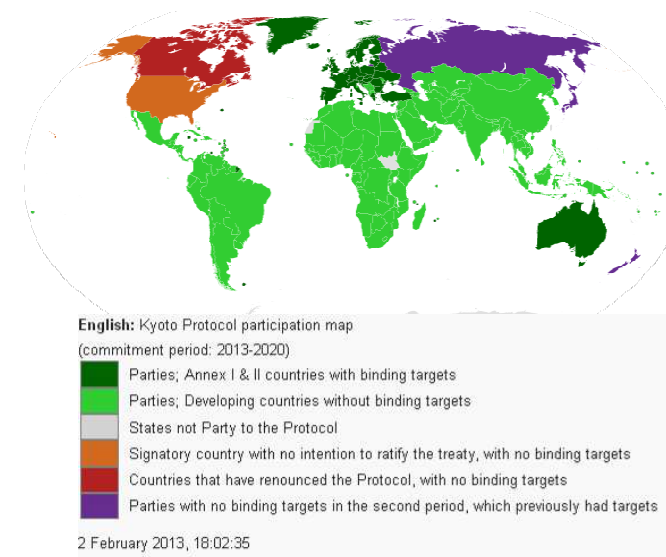 English: Kyoto Protocol participation map
(commitment period: 2013-2020)
Parties; Annex I & II countries with binding targets
Parties; Developing countries without binding targets
States not Party to the Protocol
Signatory country with no intention to ratify the treaty, with no binding targets
Countries that have renounced the Protocol, with no binding targets
Parties with no binding targets in the second period, which previously had targets
2 February 2013, 18:02:35